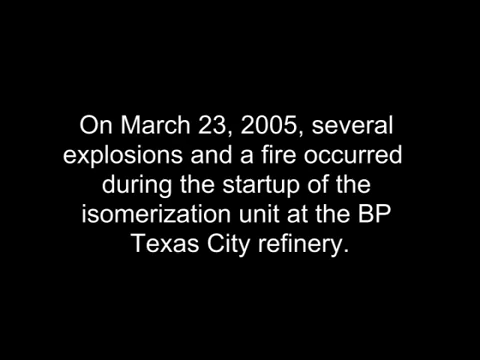 On March 23, 2005, several
explosions and a fire occurred
during the startup of the
isomerization unit at the BP
Texas City refinery.